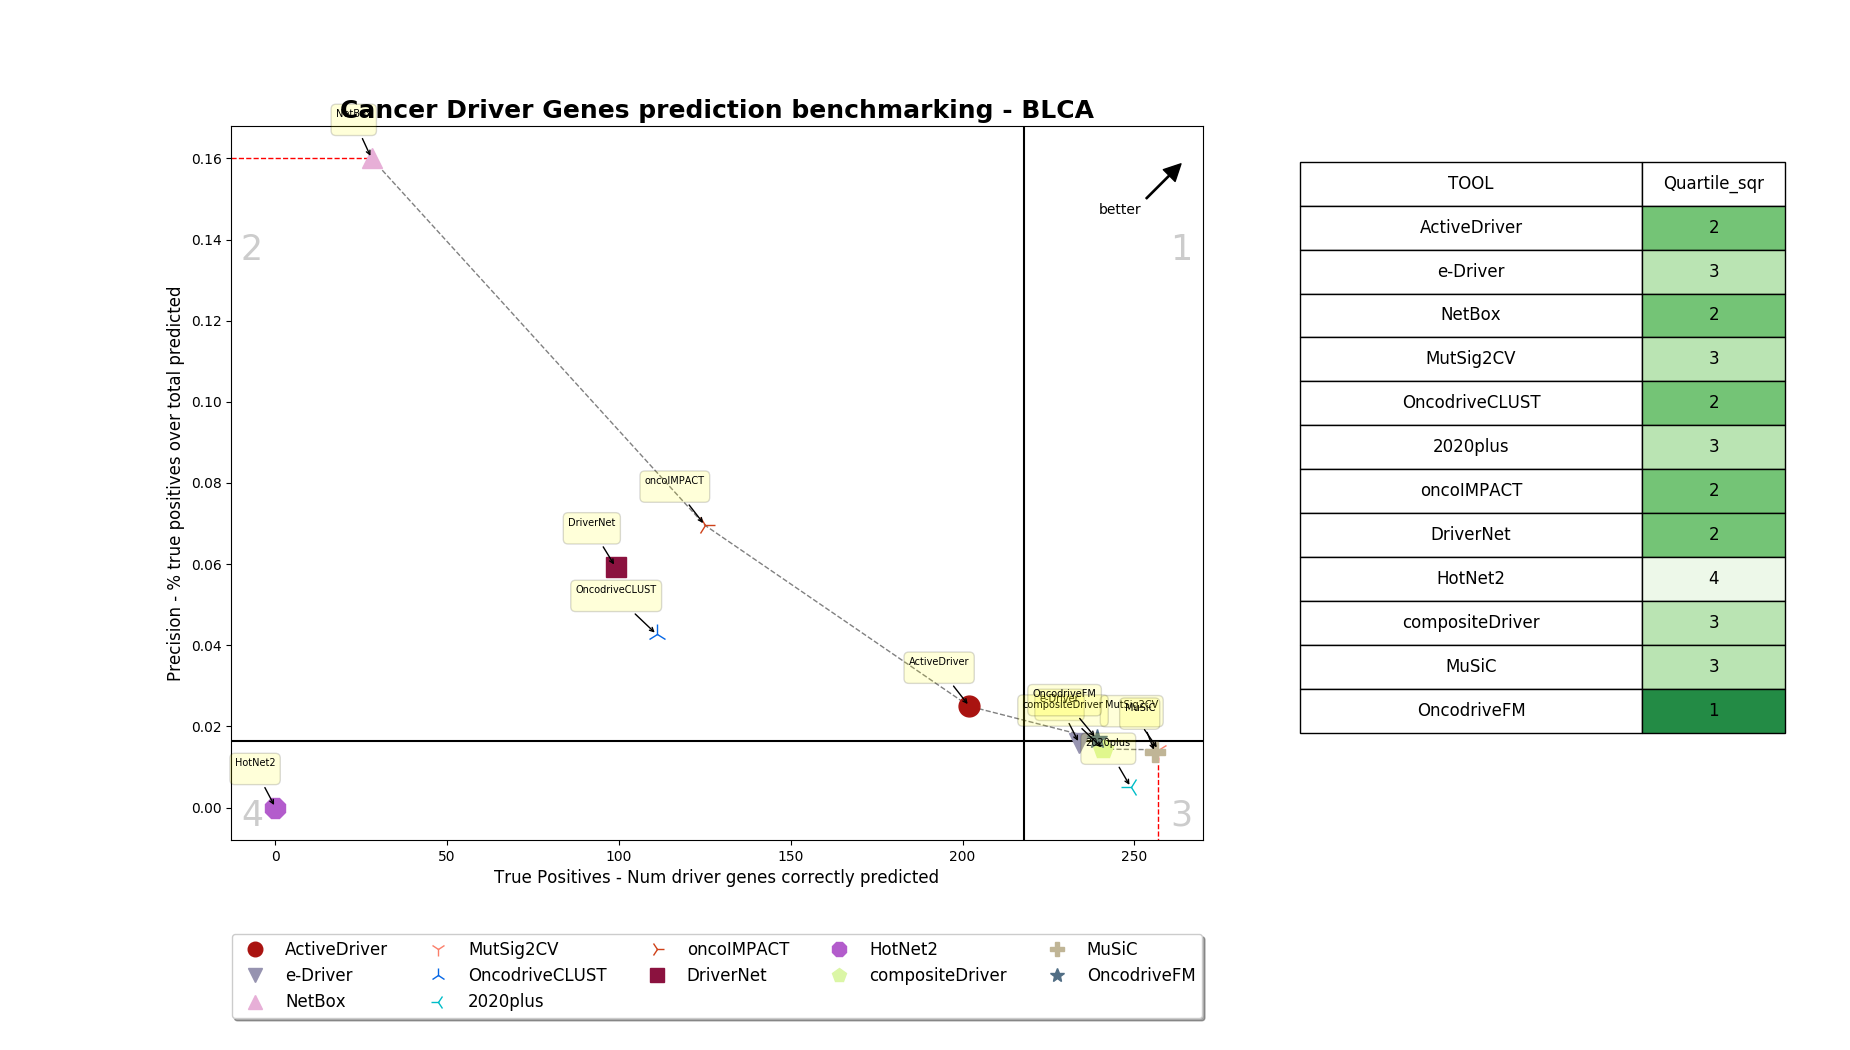 Cancer Driver Genes prediction benchmarking - BLCA
NetBox
0.16
0.14
0.12
0.10
0.08
0.06
0.04
0.02
0.00
Precision - % true positives over total predicted
2
1
better
oncoIMPACT
DriverNet
OncodriveCLUST
ActiveDriver
OncodriveFM
e-Driver
compositeDriver
MutSig2CV
MuSiC
2020plus
HotNet2
4
3
0
50
100
150
200
250
True Positives - Num driver genes correctly predicted
ActiveDriver MutSig2CV oncoIMPACT HotNet2 MuSiC
e-Driver OncodriveCLUST DriverNet compositeDriver OncodriveFM
NetBox 2020plus
TOOL Quartile_sqr
ActiveDriver 2
e-Driver 3
NetBox 2
MutSig2CV 3
OncodriveCLUST 2
2020plus 3
oncoIMPACT 2
DriverNet 2
HotNet2 4
compositeDriver 3
MuSiC 3
OncodriveFM 1